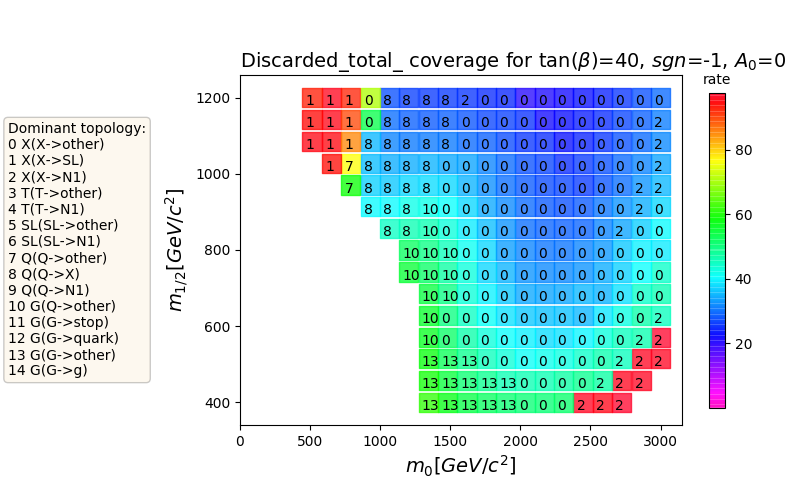 Discarded_total_ coverage for tan(β)=40, sgn=-1, A₀=0
rate
Dominant topology:
0 X(X->other)
1 X(X->SL)
2 X(X->N1)
3 T(T->other)
4 T(T->N1)
5 SL(SL->other)
6 SL(SL->N1)
7 Q(Q->other)
8 Q(Q->X)
9 Q(Q->N1)
10 G(Q->other)
11 G(G->stop)
12 G(G->quark)
13 G(G->other)
14 G(G->g)
m₁/₂[GeV/c²]
1200
1000
800
600
400
1 1 1 0 8 8 8 8 2 0 0 0 0 0 0 0 0 0 0
1 1 1 0 8 8 8 8 0 0 0 0 0 0 0 0 0 0 2
1 1 1 8 8 8 8 8 0 0 0 0 0 0 0 0 0 0 2
1 7 8 8 8 8 0 0 0 0 0 0 0 0 0 0 0 2
7 8 8 8 8 0 0 0 0 0 0 0 0 0 0 2 2
8 8 8 10 0 0 0 0 0 0 0 0 0 0 2 0
8 8 10 0 0 0 0 0 0 0 0 0 2 0 0
10 10 10 0 0 0 0 0 0 0 0 0 0 0
10 10 10 0 0 0 0 0 0 0 0 0 0 0
10 10 0 0 0 0 0 0 0 0 0 0 0
10 0 0 0 0 0 0 0 0 0 0 0 2
10 0 0 0 0 0 0 0 0 0 0 2 2
13 13 13 0 0 0 0 0 0 0 2 2 2
13 13 13 13 13 0 0 0 0 2 2 2
13 13 13 13 13 0 0 0 2 2 2
0 500 1000 1500 2000 2500 3000
m₀[GeV/c²]
80
60
40
20